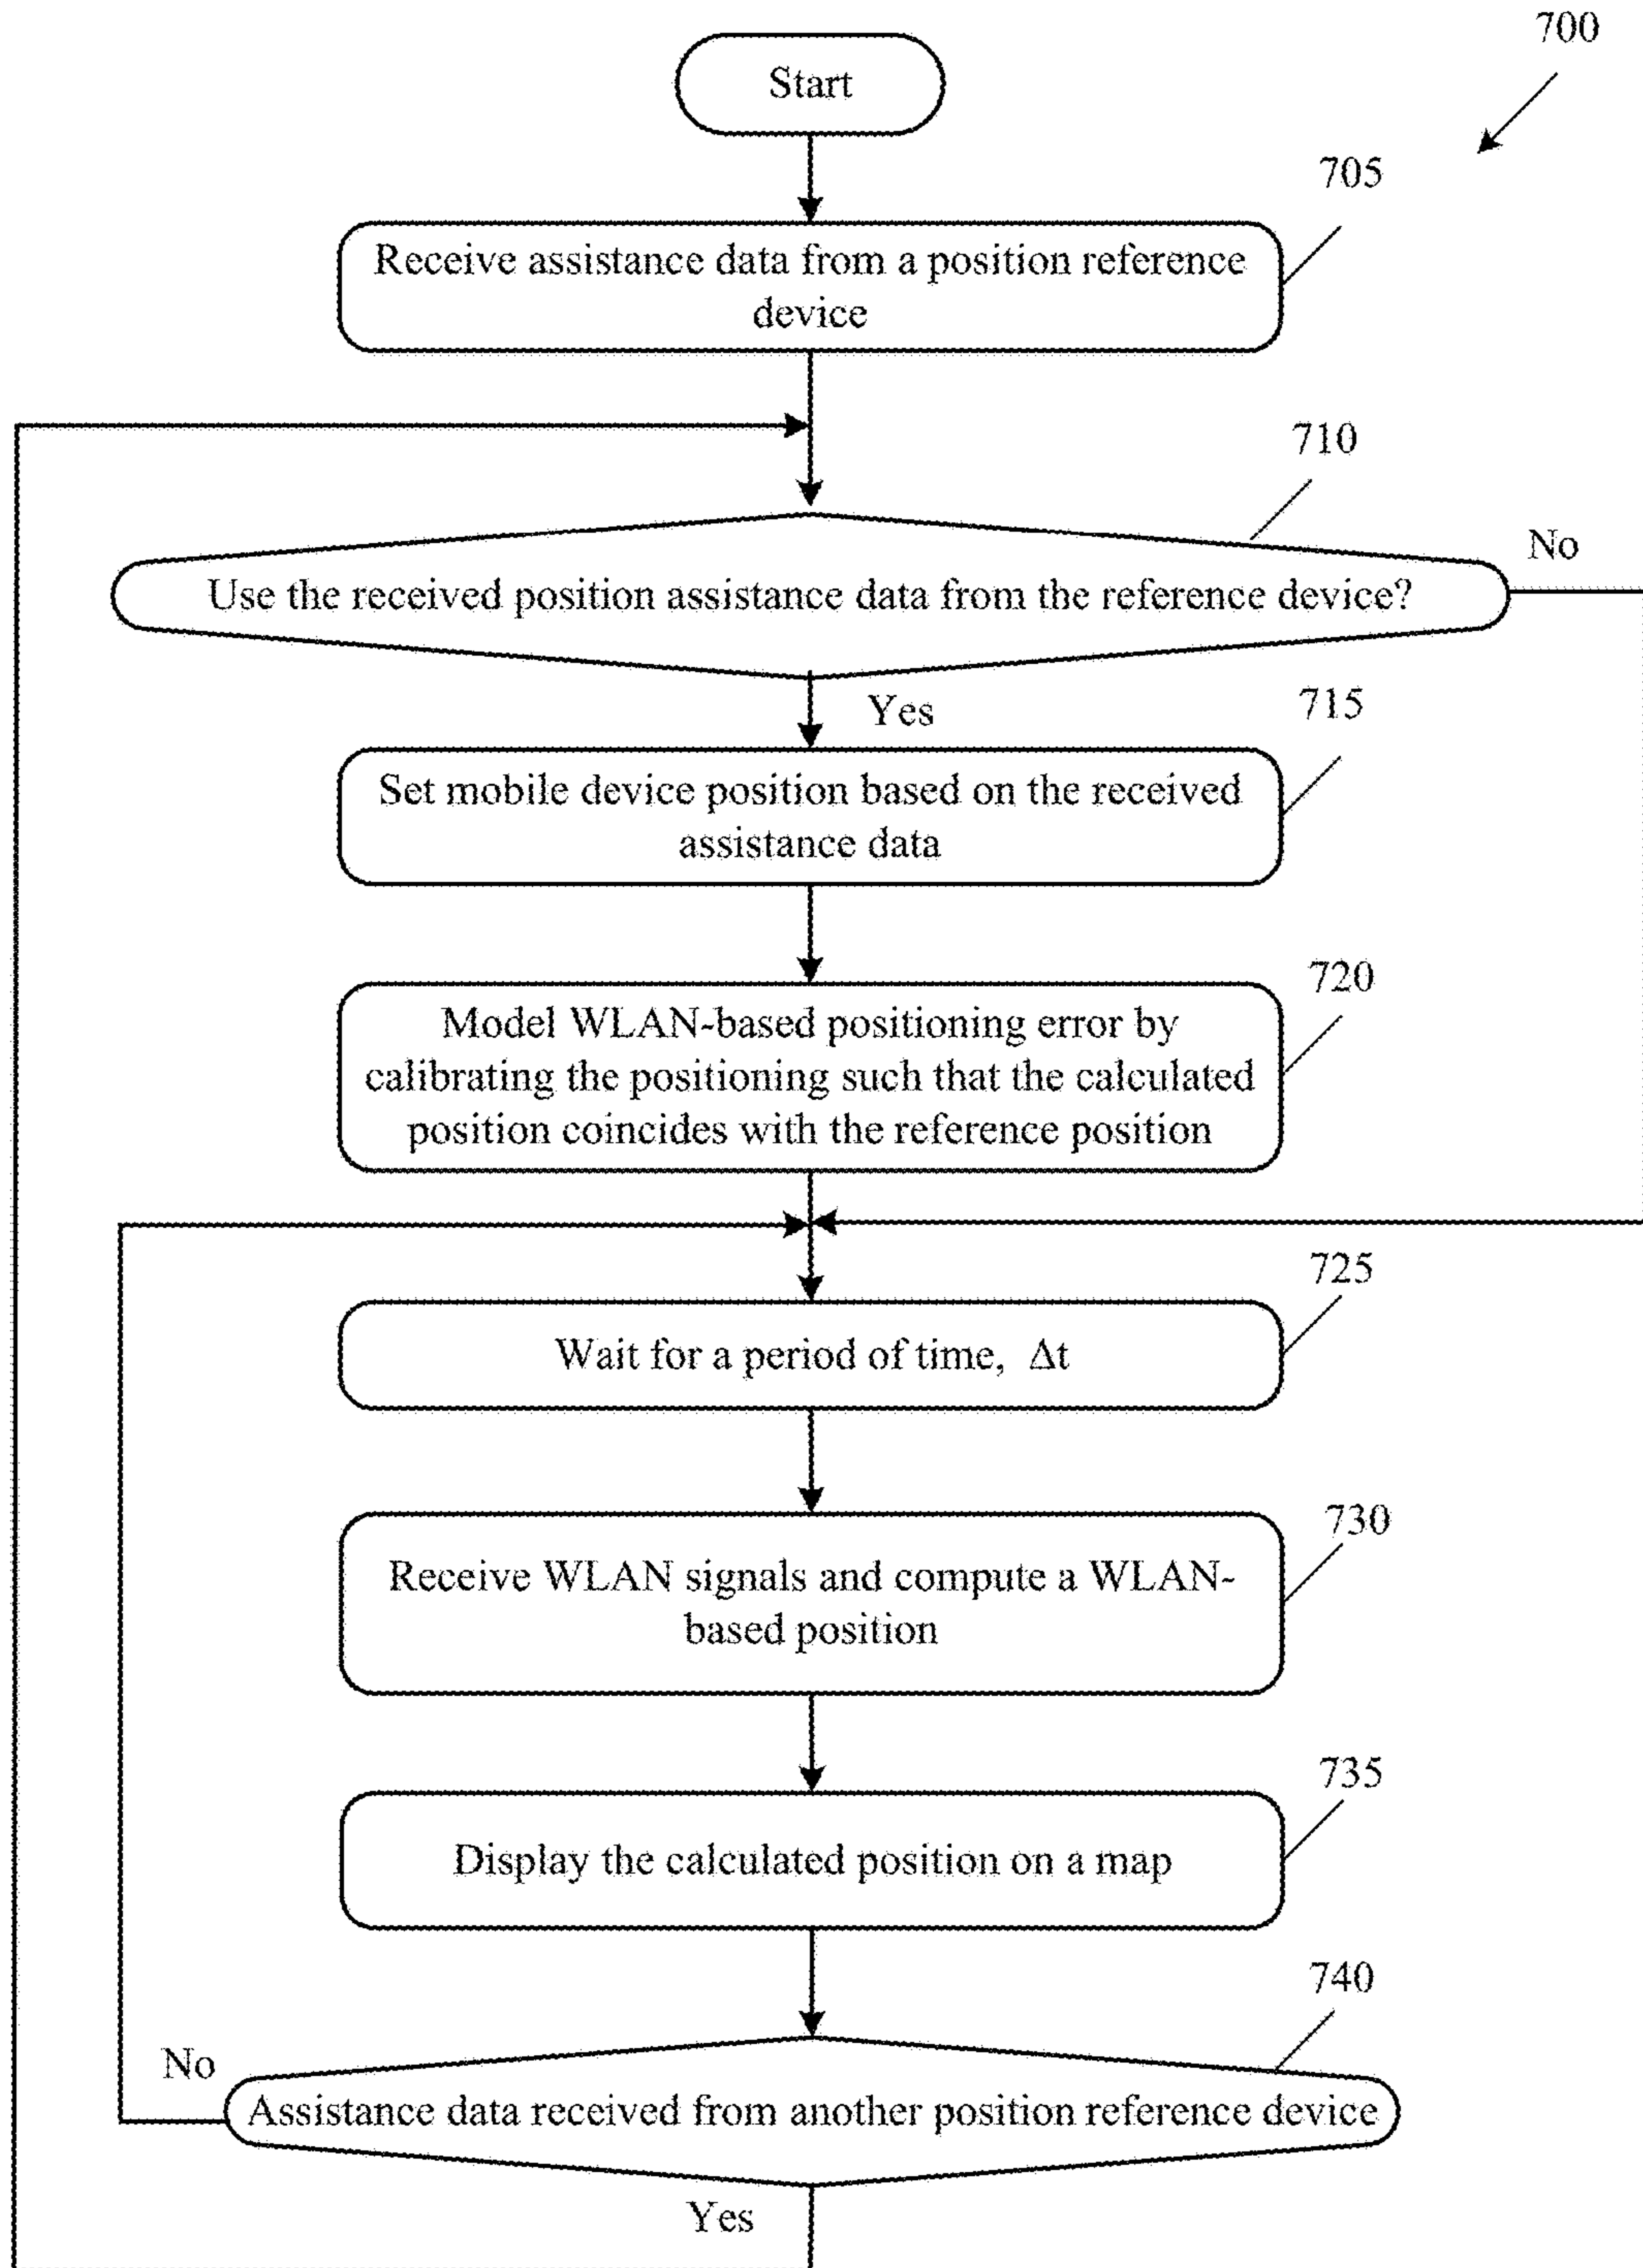 700
Start
705
Receive assistance data from a position reference
device
710
No
Use the received position assistance data from the reference device?
Yes
715
Set mobile device position based on the received
assistance data
720
Model WLAN-based positioning error by
calibrating the positioning such that the calculated
position coincides with the reference position
725
Wait for a period of time, Δt
730
Receive WLAN signals and compute a WLAN-
based position
735
Display the calculated position on a map
740
No
Assistance data received from another position reference device
Yes